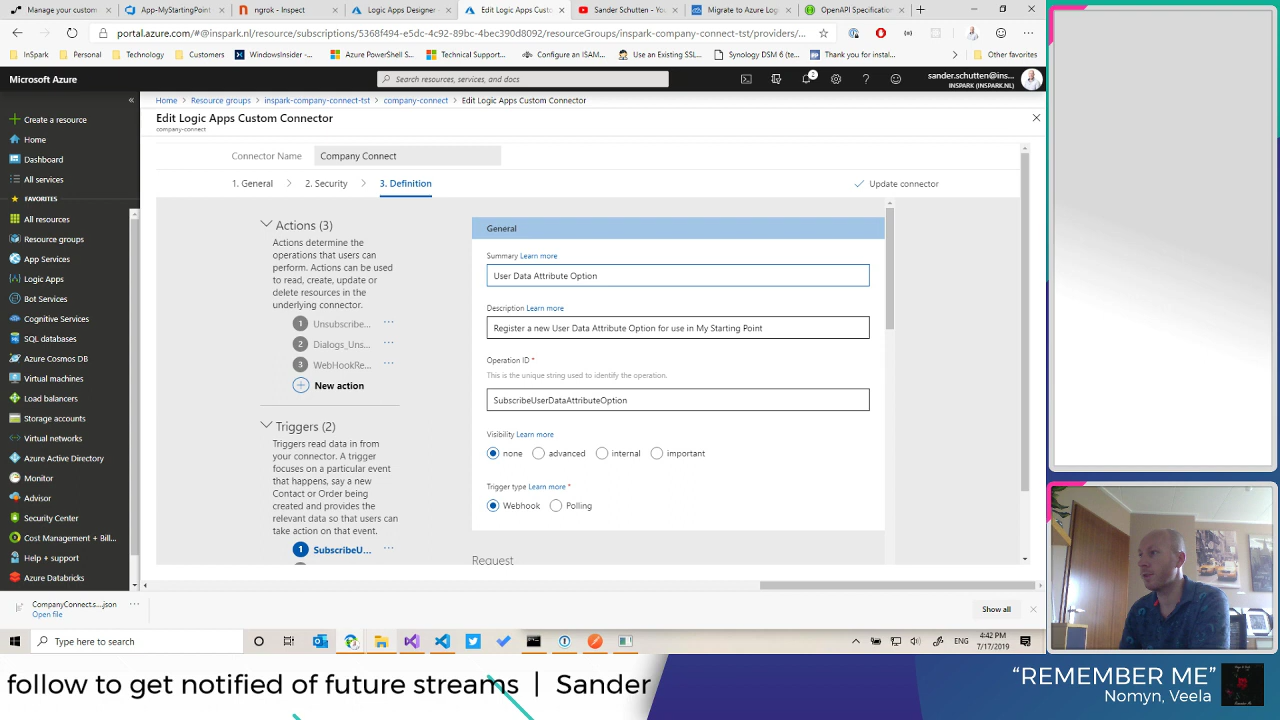 Manage your custom
App-MyStartingPoint
ngrok - Inspect
Logic Apps Designer
Edit Logic Apps Cust
Sander Schutten - Yo
Migrate to Azure Log
OpenAPI Specificatio
portal.azure.com/#@inspark.nl/resource/subscriptions/5368f494-e5dc-4c92-89bc-4bec390d8092/resourceGroups/inspark-company-connect-tst/providers/...
InSpark
Personal
Technology
Customers
WindowsInsider
Azure PowerShell S...
Microsoft Account...
Configure an ISAM...
Use an Existing SSL...
Synology DSM 6 (te...
Other favorites
Microsoft Azure
Search resources, services, and docs
1
sander.schutten@ins...
INSPARK (INSPARK.NL)
Create a resource
Home
Dashboard
All services
FAVORITES
All resources
Resource groups
App Services
Logic Apps
Bot Services
Cognitive Services
SQL databases
Azure Cosmos DB
Virtual machines
Load balancers
Storage accounts
Virtual networks
Azure Active Directory
Monitor
Advisor
Security Center
Cost Management + Bill...
Help + support
Azure Databricks
Home > Resource groups > inspark-company-connect-tst > company-connect > Edit Logic Apps Custom Connector
Edit Logic Apps Custom Connector
company-connect
Connector Name
Company Connect
1. General
2. Security
3. Definition
Update connector
Actions (3)
Actions determine the
operations that users can
perform. Actions can be used
to read, create, update or
delete resources in the
underlying connector.
1 Unsubscribe... ...
2 Dialogs_Uns... ...
3 WebHookRe... ...
New action
Triggers (2)
Triggers read data in from
your connector. A trigger
focuses on a particular event
that happens, say a new
Contact or Order being
created and provides the
relevant data so that users can
take action on that event.
1 SubscribeU... ...
General
Summary Learn more
User Data Attribute Option
Description Learn more
Register a new User Data Attribute Option for use in My Starting Point
Operation ID *
This is the unique string used to identify the operation.
SubscribeUserDataAttributeOption
Visibility Learn more
none
advanced
internal
important
Trigger type Learn more *
Webhook
Polling
Request
CompanyConnect.s....json
Open file
Show all
Type here to search
ENG
4:42 PM
7/17/2019
follow to get notified of future streams | Sander
“REMEMBER ME”
Nomyn, Veela